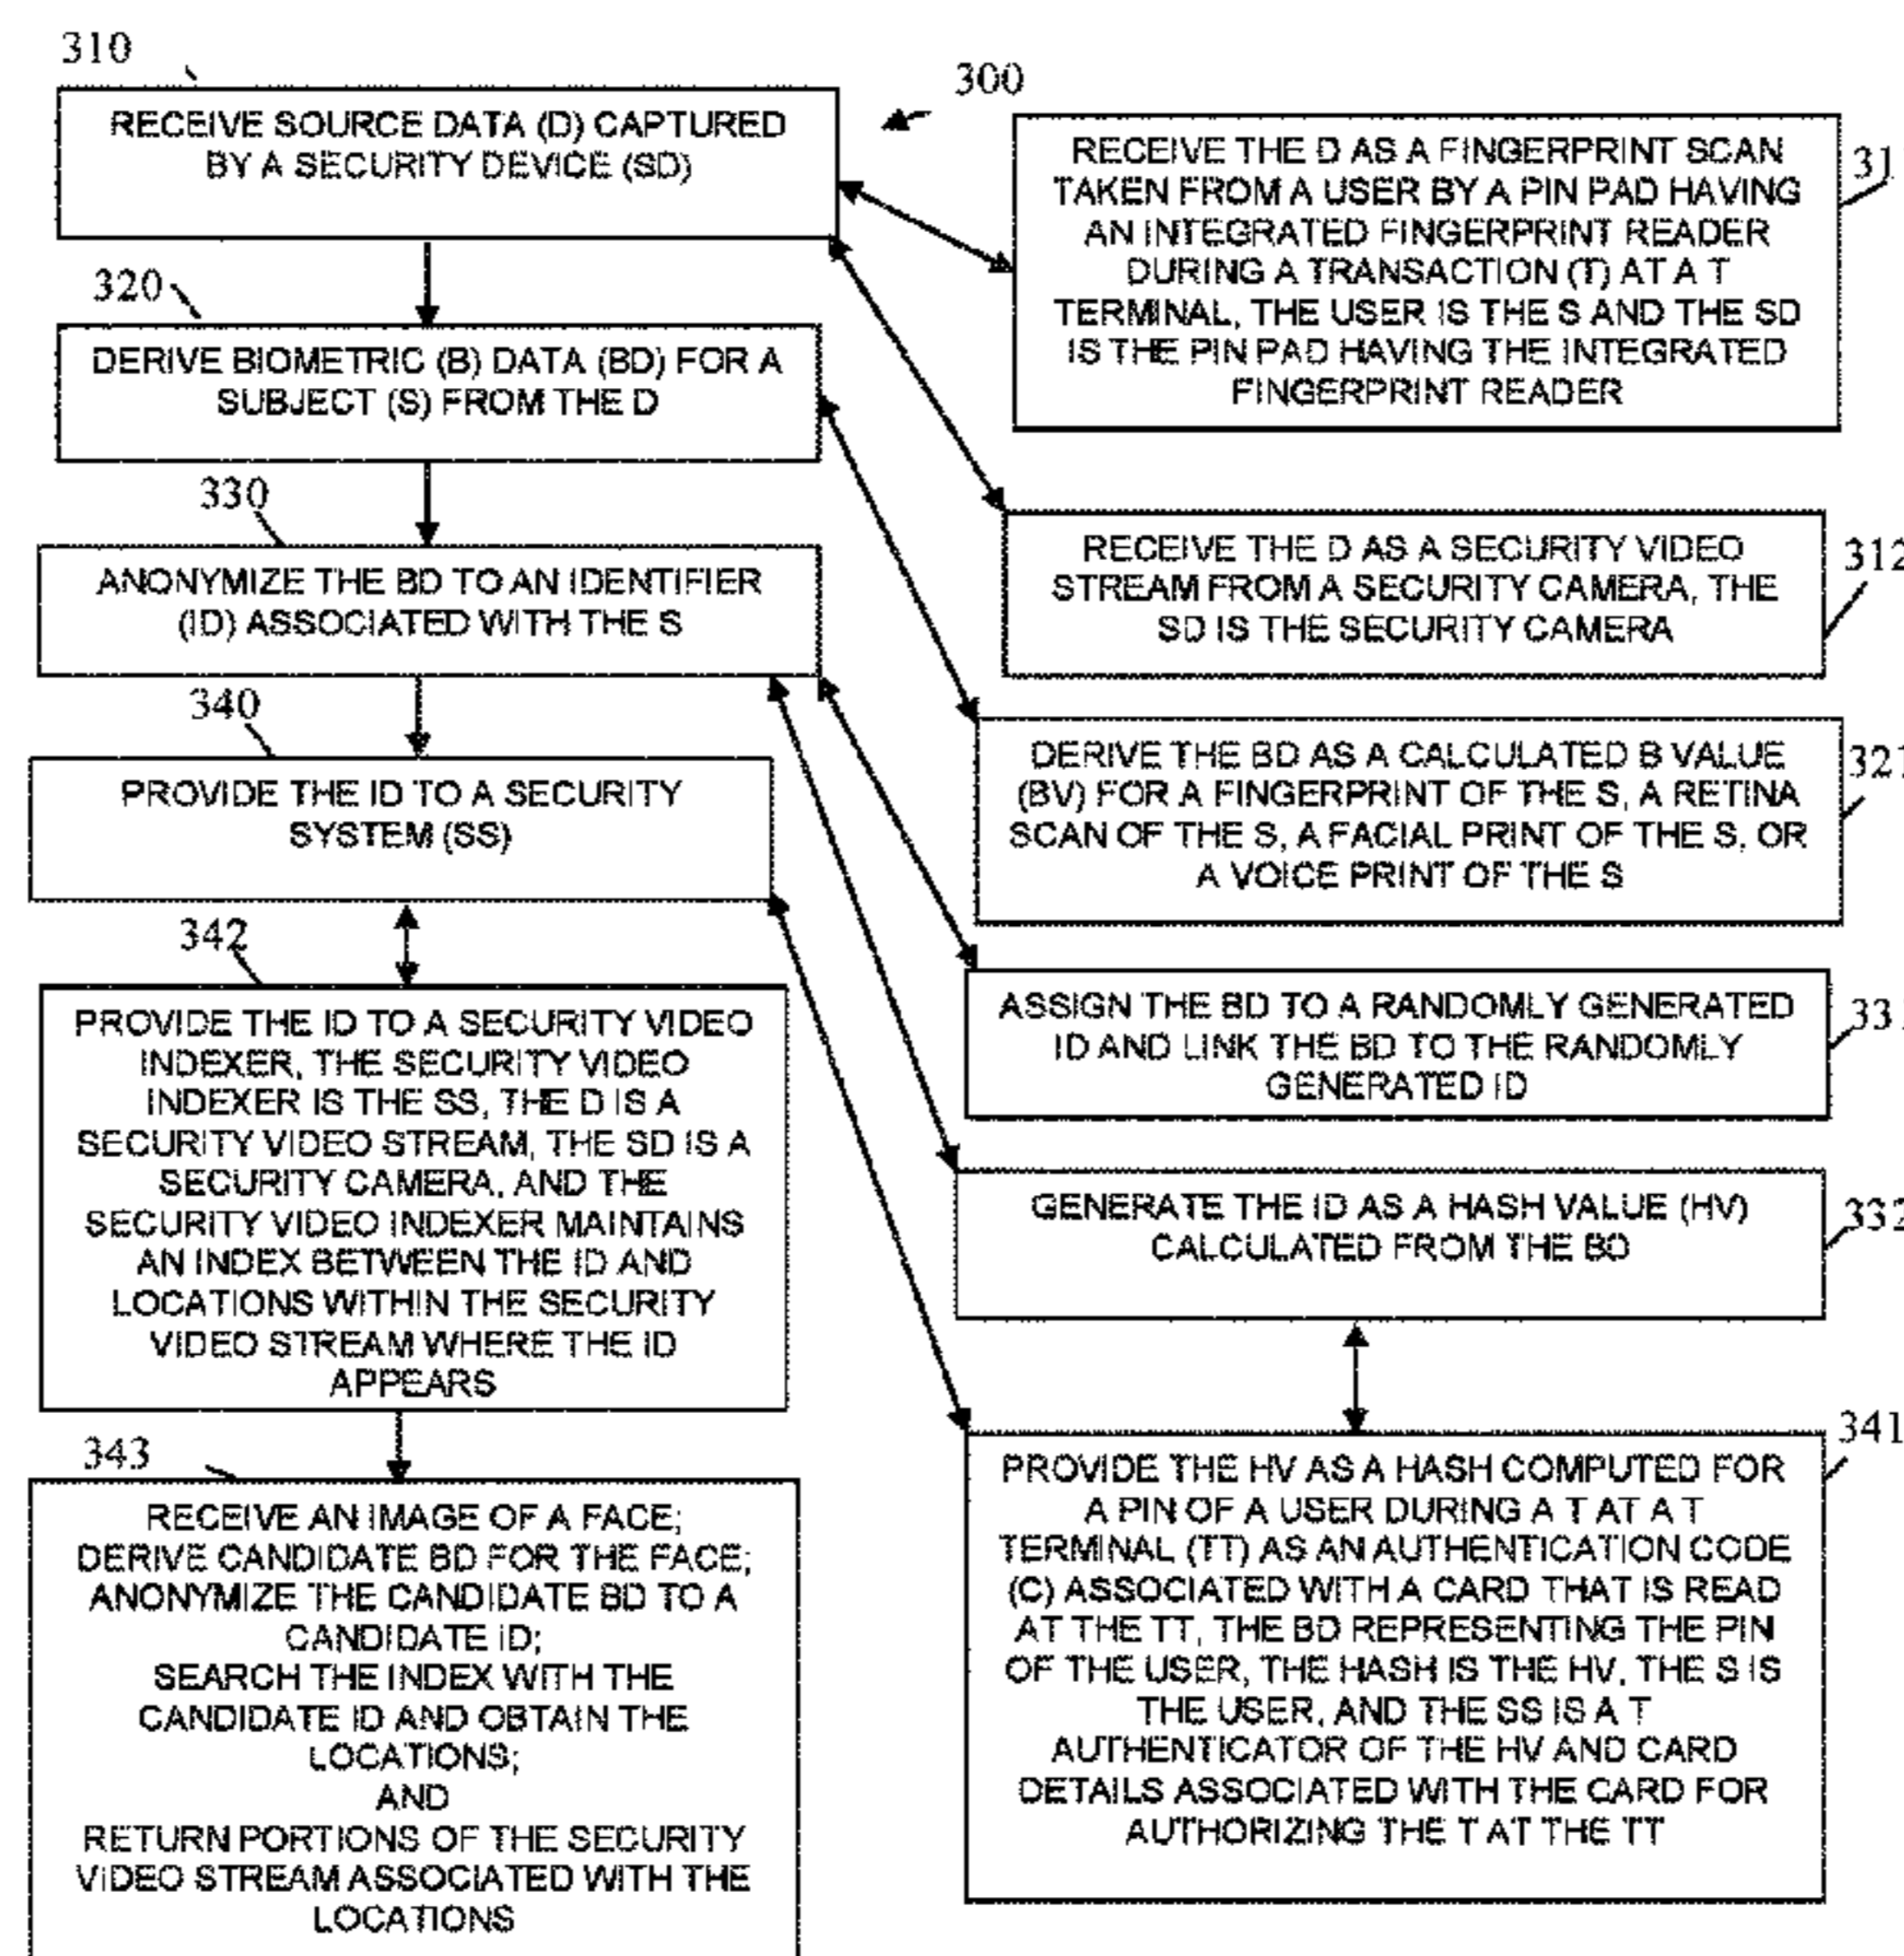 310
300
RECEIVE SOURCE DATA (D) CAPTURED
BY A SECURITY DEVICE (SD)
RECEIVE THE D AS A FINGERPRINT SCAN
TAKEN FROM A USER BY A PIN PAD HAVING
AN INTEGRATED FINGERPRINT READER
DURING A TRANSACTION (T) AT A T
TERMINAL, THE USER IS THE S AND THE SD
IS THE PIN PAD HAVING THE INTEGRATED
FINGERPRINT READER
31
320
DERIVE BIOMETRIC (B) DATA (BD) FOR A
SUBJECT (S) FROM THE D
330
ANONYMIZE THE BD TO AN IDENTIFIER
(ID) ASSOCIATED WITH THE S
RECEIVE THE D AS A SECURITY VIDEO
STREAM FROM A SECURITY CAMERA, THE
SD IS THE SECURITY CAMERA
312
340
PROVIDE THE ID TO A SECURITY
SYSTEM (SS)
DERIVE THE BD AS A CALCULATED B VALUE
(BV) FOR A FINGERPRINT OF THE S, A RETINA
SCAN OF THE S, A FACIAL PRINT OF THE S, OR
A VOICE PRINT OF THE S
321
342
PROVIDE THE ID TO A SECURITY VIDEO
INDEXER, THE SECURITY VIDEO
INDEXER IS THE SS, THE D IS A
SECURITY VIDEO STREAM, THE SD IS A
SECURITY CAMERA, AND THE
SECURITY VIDEO INDEXER MAINTAINS
AN INDEX BETWEEN THE ID AND
LOCATIONS WITHIN THE SECURITY
VIDEO STREAM WHERE THE ID
APPEARS
ASSIGN THE BD TO A RANDOMLY GENERATED
ID AND LINK THE BD TO THE RANDOMLY
GENERATED ID
331
GENERATE THE ID AS A HASH VALUE (HV)
CALCULATED FROM THE BD
332
343
RECEIVE AN IMAGE OF A FACE;
DERIVE CANDIDATE BD FOR THE FACE;
ANONYMIZE THE CANDIDATE BD TO A
CANDIDATE ID;
SEARCH THE INDEX WITH THE
CANDIDATE ID AND OBTAIN THE
LOCATIONS;
AND
RETURN PORTIONS OF THE SECURITY
VIDEO STREAM ASSOCIATED WITH THE
LOCATIONS
341
PROVIDE THE HV AS A HASH COMPUTED FOR
A PIN OF A USER DURING A T AT A T
TERMINAL (TT) AS AN AUTHENTICATION CODE
(C) ASSOCIATED WITH A CARD THAT IS READ
AT THE TT, THE BD REPRESENTING THE PIN
OF THE USER, THE HASH IS THE HV, THE S IS
THE USER, AND THE SS IS A T
AUTHENTICATOR OF THE HV AND CARD
DETAILS ASSOCIATED WITH THE CARD FOR
AUTHORIZING THE T AT THE TT